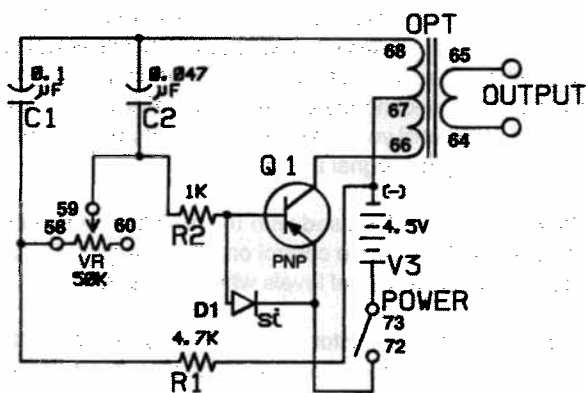 OPT
68
65
0.1
µF
C1
0.047
µF
C2
67
OUTPUT
66
64
Q1
(-)
59
1K
58
60
R2
4.5V
VR
50K
PNP
V3
D1
Si
POWER
73
4.7K
72
R1